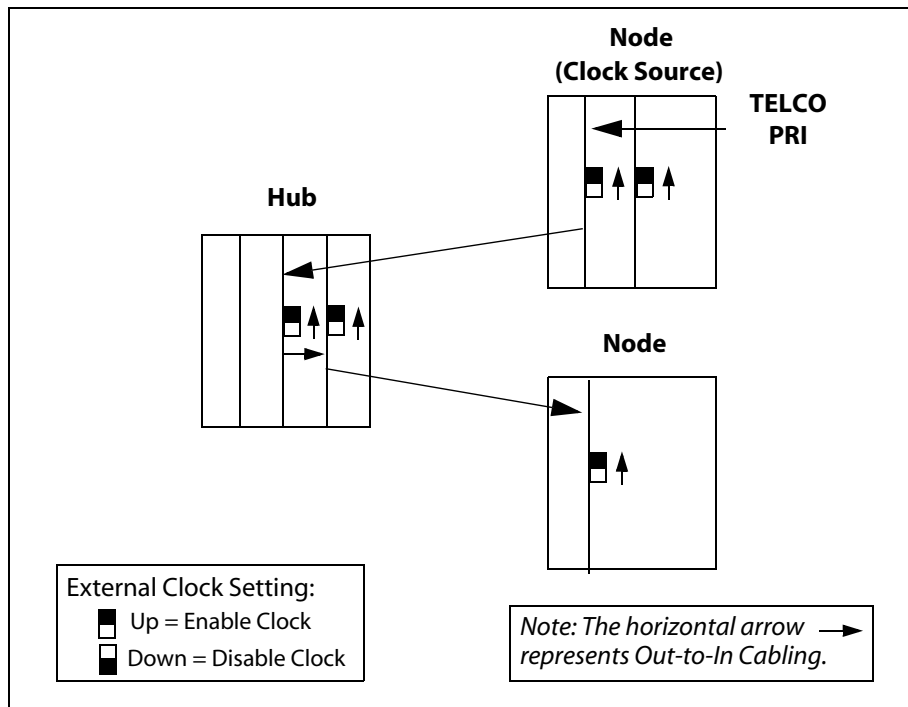 Node
(Clock Source)
TELCO
PRI
Hub
Node
External Clock Setting:
Up = Enable Clock
Down = Disable Clock
Note: The horizontal arrow
represents Out-to-In Cabling.